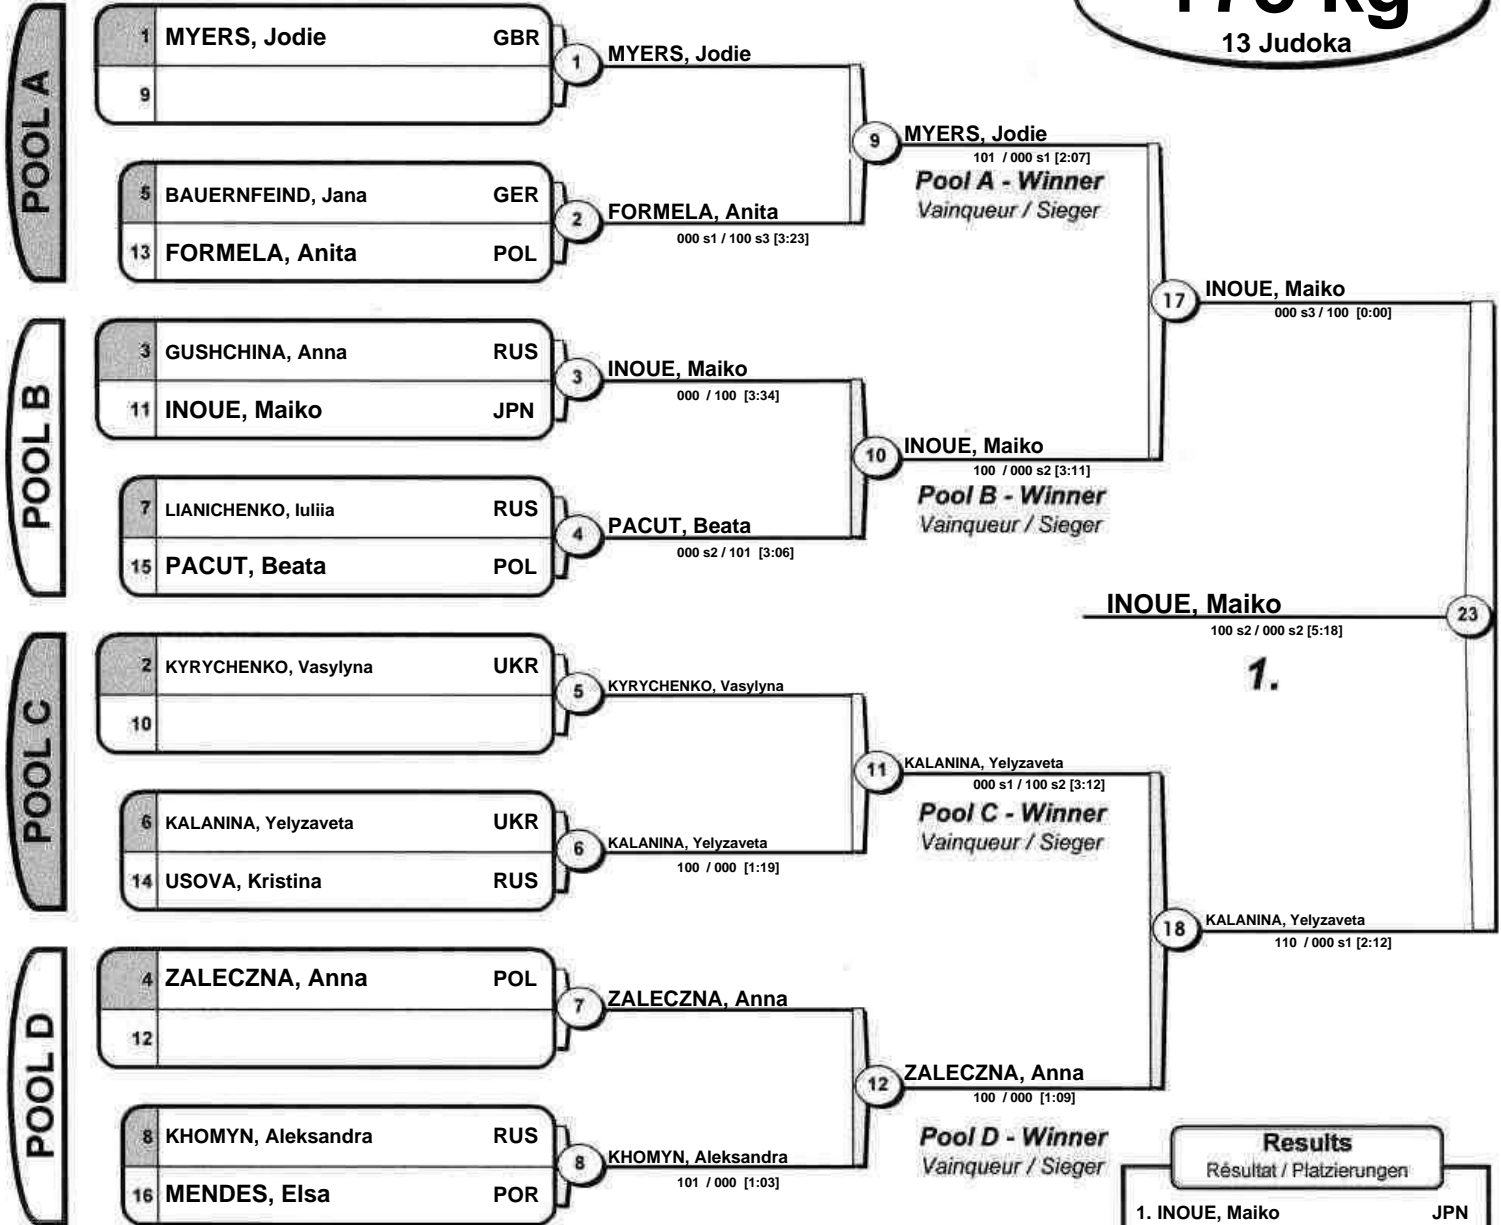 178 kg
13 Judoka
POOL A
1 MYERS, Jodie GBR
9
1 MYERS, Jodie
5 BAUERNFEIND, Jana GER
13 FORMELA, Anita POL
2 FORMELA, Anita
000 s1 / 100 s3 [3:23]
9 MYERS, Jodie
101 / 000 s1 [2:07]
Pool A - Winner
Vainqueur / Sieger
POOL B
3 GUSHCHINA, Anna RUS
11 INOUE, Maiko JPN
3 INOUE, Maiko
000 / 100 [3:34]
7 LIANICHENKO, Iuliia RUS
15 PACUT, Beata POL
4 PACUT, Beata
000 s2 / 101 [3:06]
10 INOUE, Maiko
100 / 000 s2 [3:11]
Pool B - Winner
Vainqueur / Sieger
17 INOUE, Maiko
000 s3 / 100 [0:00]
INOUE, Maiko 23
100 s2 / 000 s2 [5:18]
1.
POOL C
2 KYRYCHENKO, Vasylyna UKR
10
5 KYRYCHENKO, Vasylyna
6 KALANINA, Yelyzaveta UKR
14 USOVA, Kristina RUS
6 KALANINA, Yelyzaveta
100 / 000 [1:19]
11 KALANINA, Yelyzaveta
000 s1 / 100 s2 [3:12]
Pool C - Winner
Vainqueur / Sieger
18 KALANINA, Yelyzaveta
110 / 000 s1 [2:12]
POOL D
4 ZALECZNA, Anna POL
12
7 ZALECZNA, Anna
8 KHOMYN, Aleksandra RUS
16 MENDES, Elsa POR
8 KHOMYN, Aleksandra
101 / 000 [1:03]
12 ZALECZNA, Anna
100 / 000 [1:09]
Pool D - Winner
Vainqueur / Sieger
Results
Résultat / Platzierungen
1. INOUE, Maiko JPN